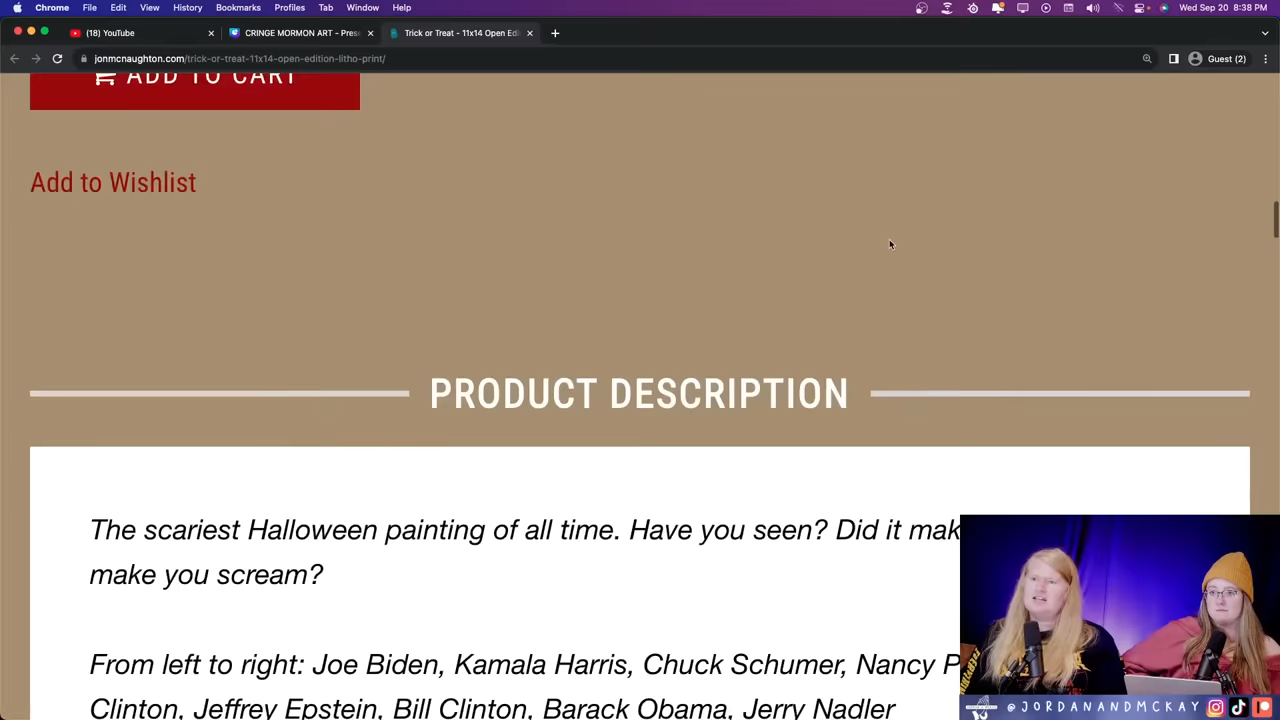 Chrome File Edit View History Bookmarks Profiles Tab Window Help Wed Sep 20 8:38 PM
(18) YouTube CRINGE MORMON ART - Pres Trick or Treat - 11x14 Open Edi
jonmcnaughton.com/trick-or-treat-11x14-open-edition-litho-print/ Guest (2)
ADD TO CART
Add to Wishlist
PRODUCT DESCRIPTION
The scariest Halloween painting of all time. Have you seen? Did it mak
make you scream?
From left to right: Joe Biden, Kamala Harris, Chuck Schumer, Nancy P
Clinton, Jeffrey Epstein, Bill Clinton, Barack Obama, Jerry Nadler
@JORDANANDMCKAY